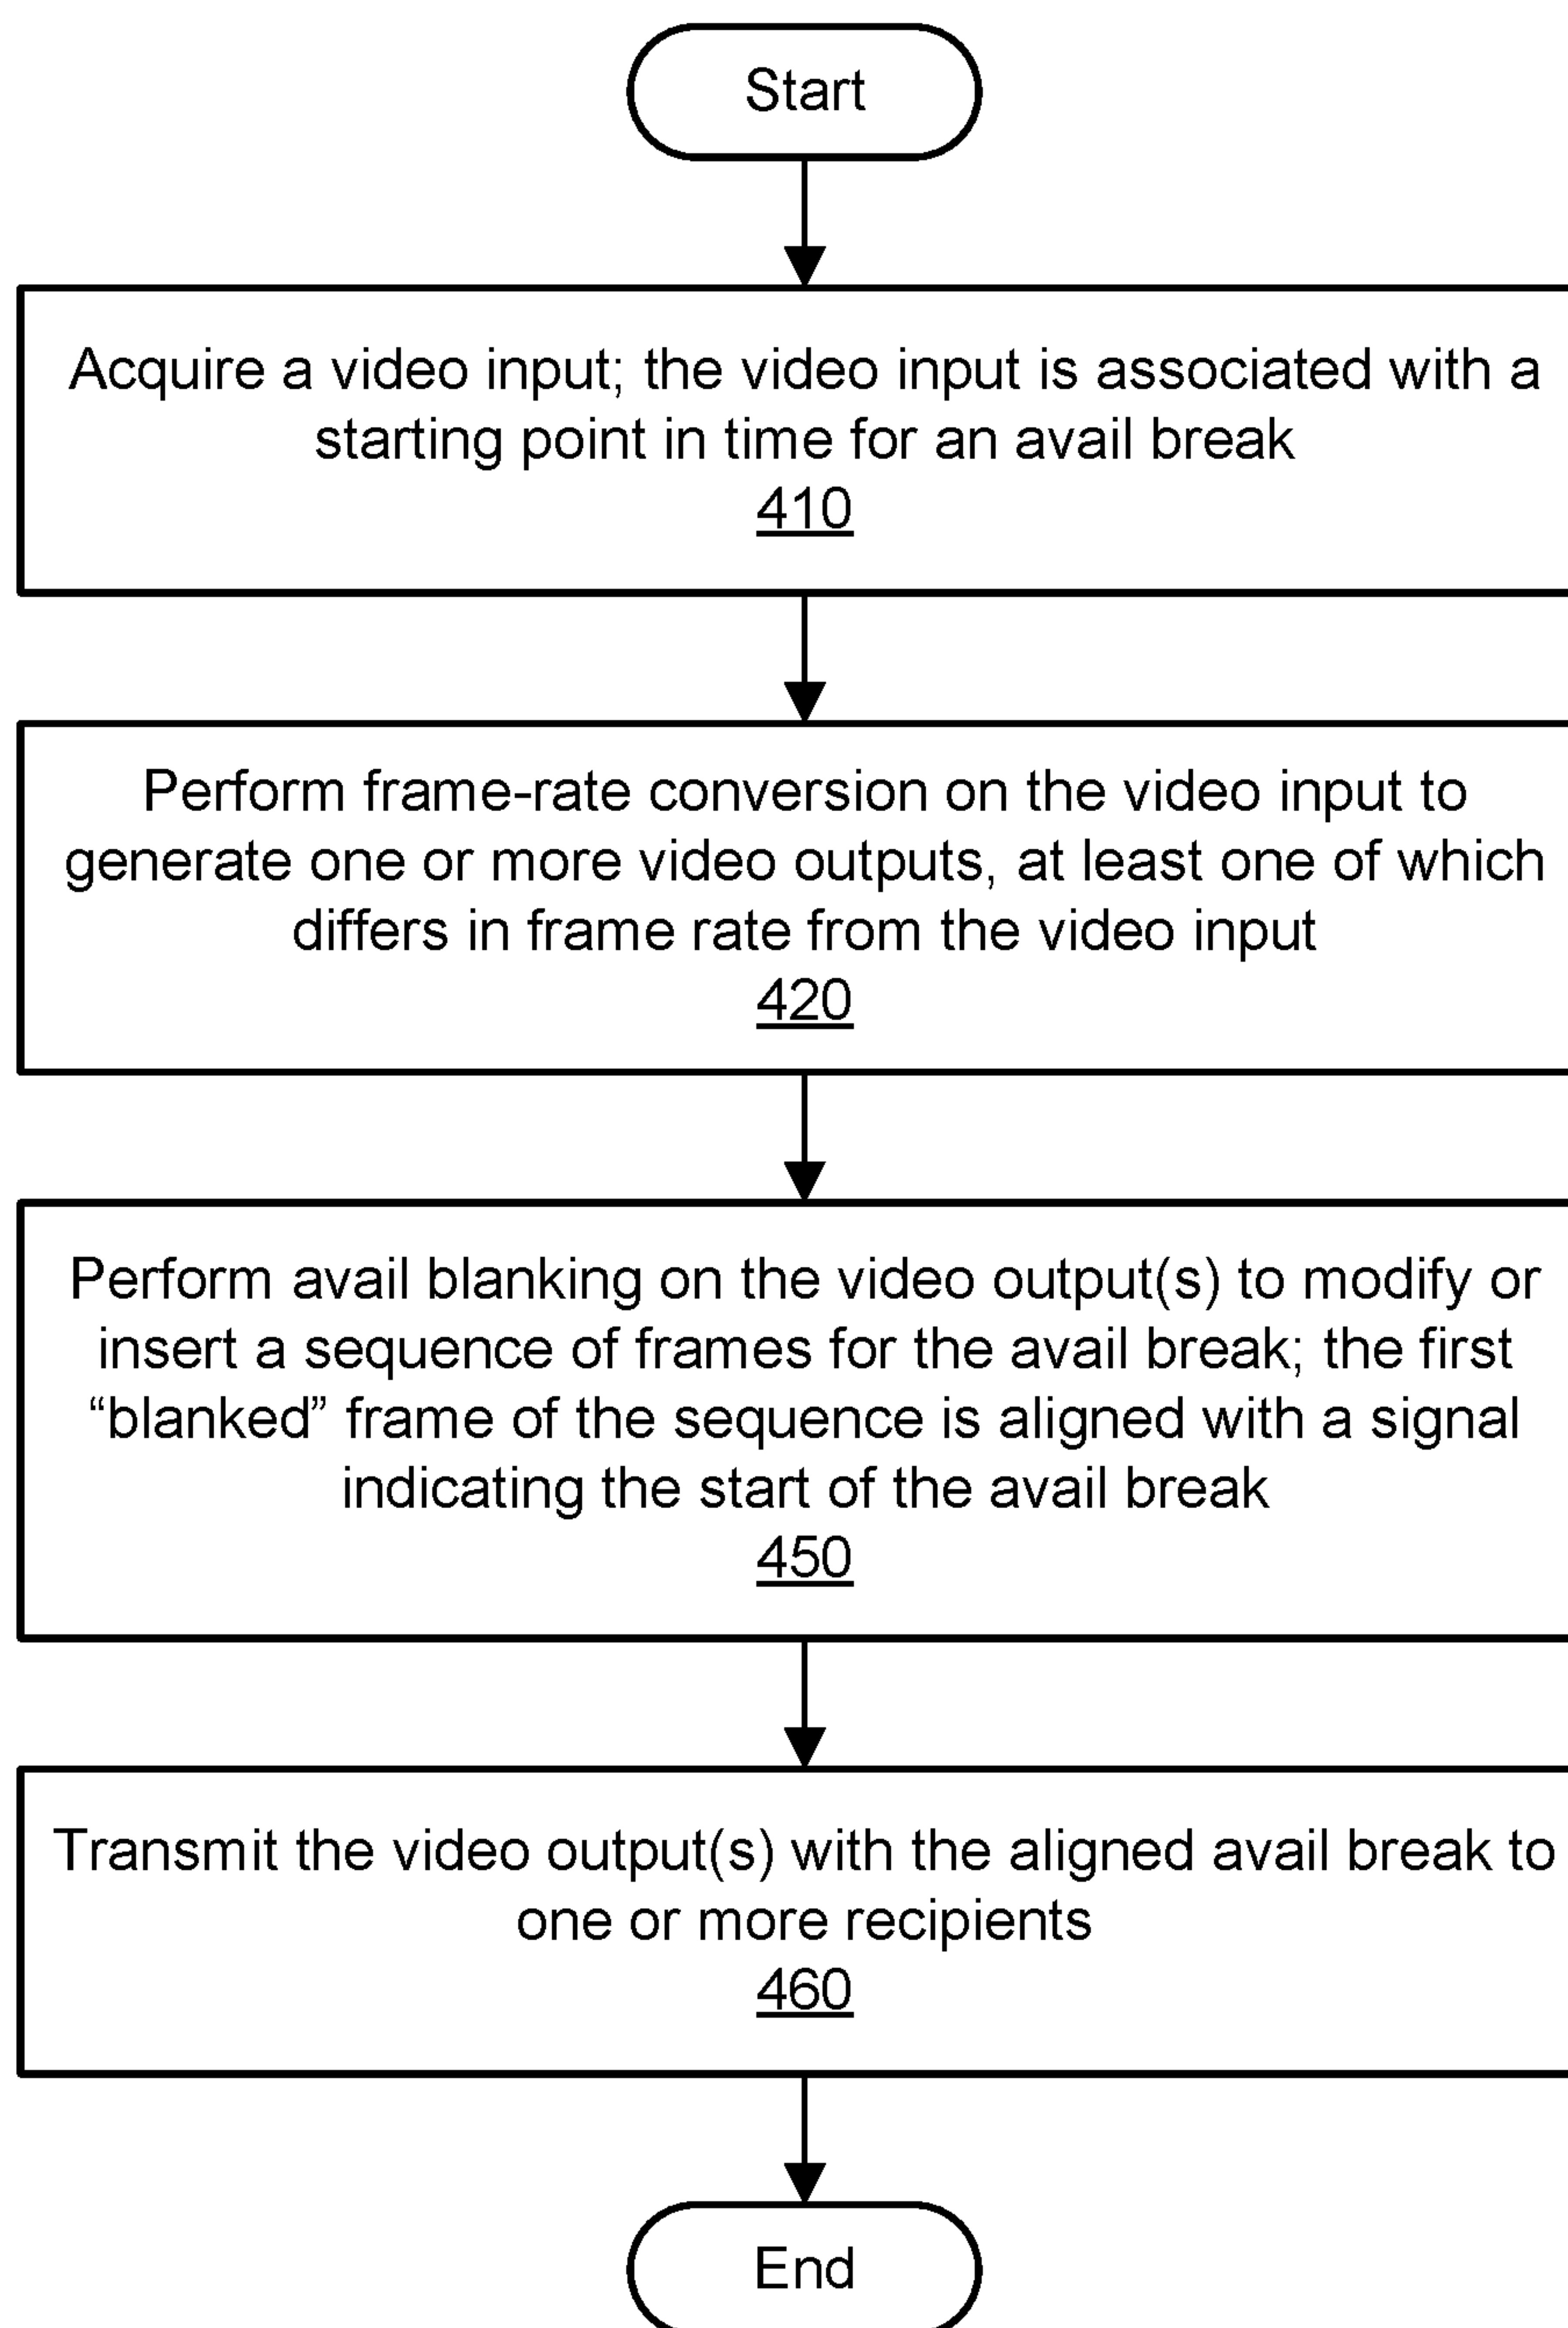 Start
Acquire a video input; the video input is associated with a
starting point in time for an avail break
410
Perform frame-rate conversion on the video input to
generate one or more video outputs, at least one of which
differs in frame rate from the video input
420
Perform avail blanking on the video output(s) to modify or
insert a sequence of frames for the avail break; the first
“blanked” frame of the sequence is aligned with a signal
indicating the start of the avail break
450
Transmit the video output(s) with the aligned avail break to
one or more recipients
460
End